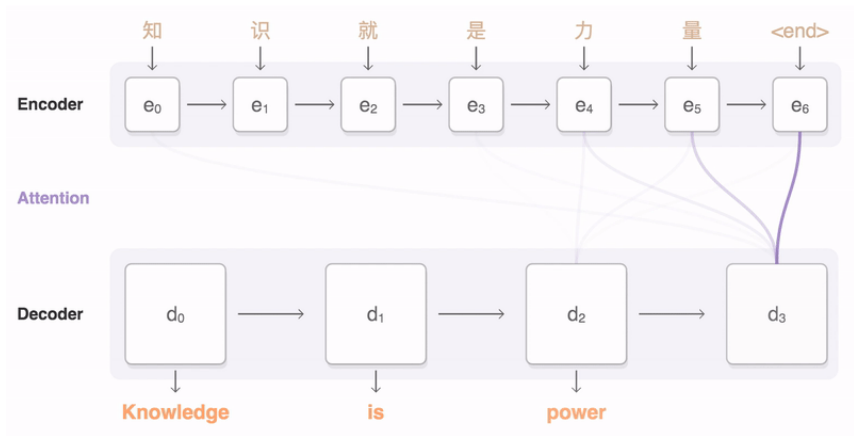 知 识 就 是 力 量 <end>
Encoder e₀ e₁ e₂ e₃ e₄ e₅ e₆
Attention
Decoder d₀ d₁ d₂ d₃
Knowledge is power